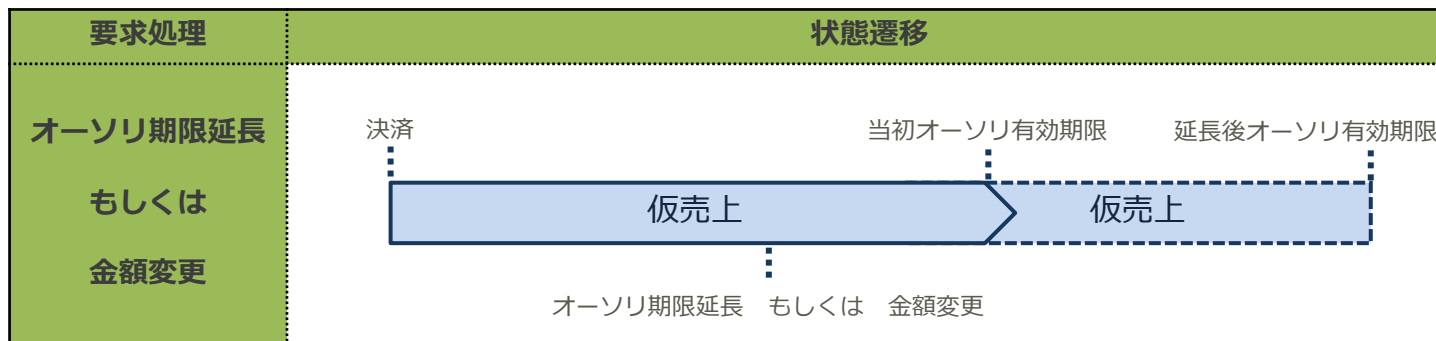 要求処理
状態遷移
オーソリ期限延長
もしくは
金額変更
決済
当初オーソリ有効期限
延長後オーソリ有効期限
仮売上
仮売上
オーソリ期限延長　もしくは　金額変更